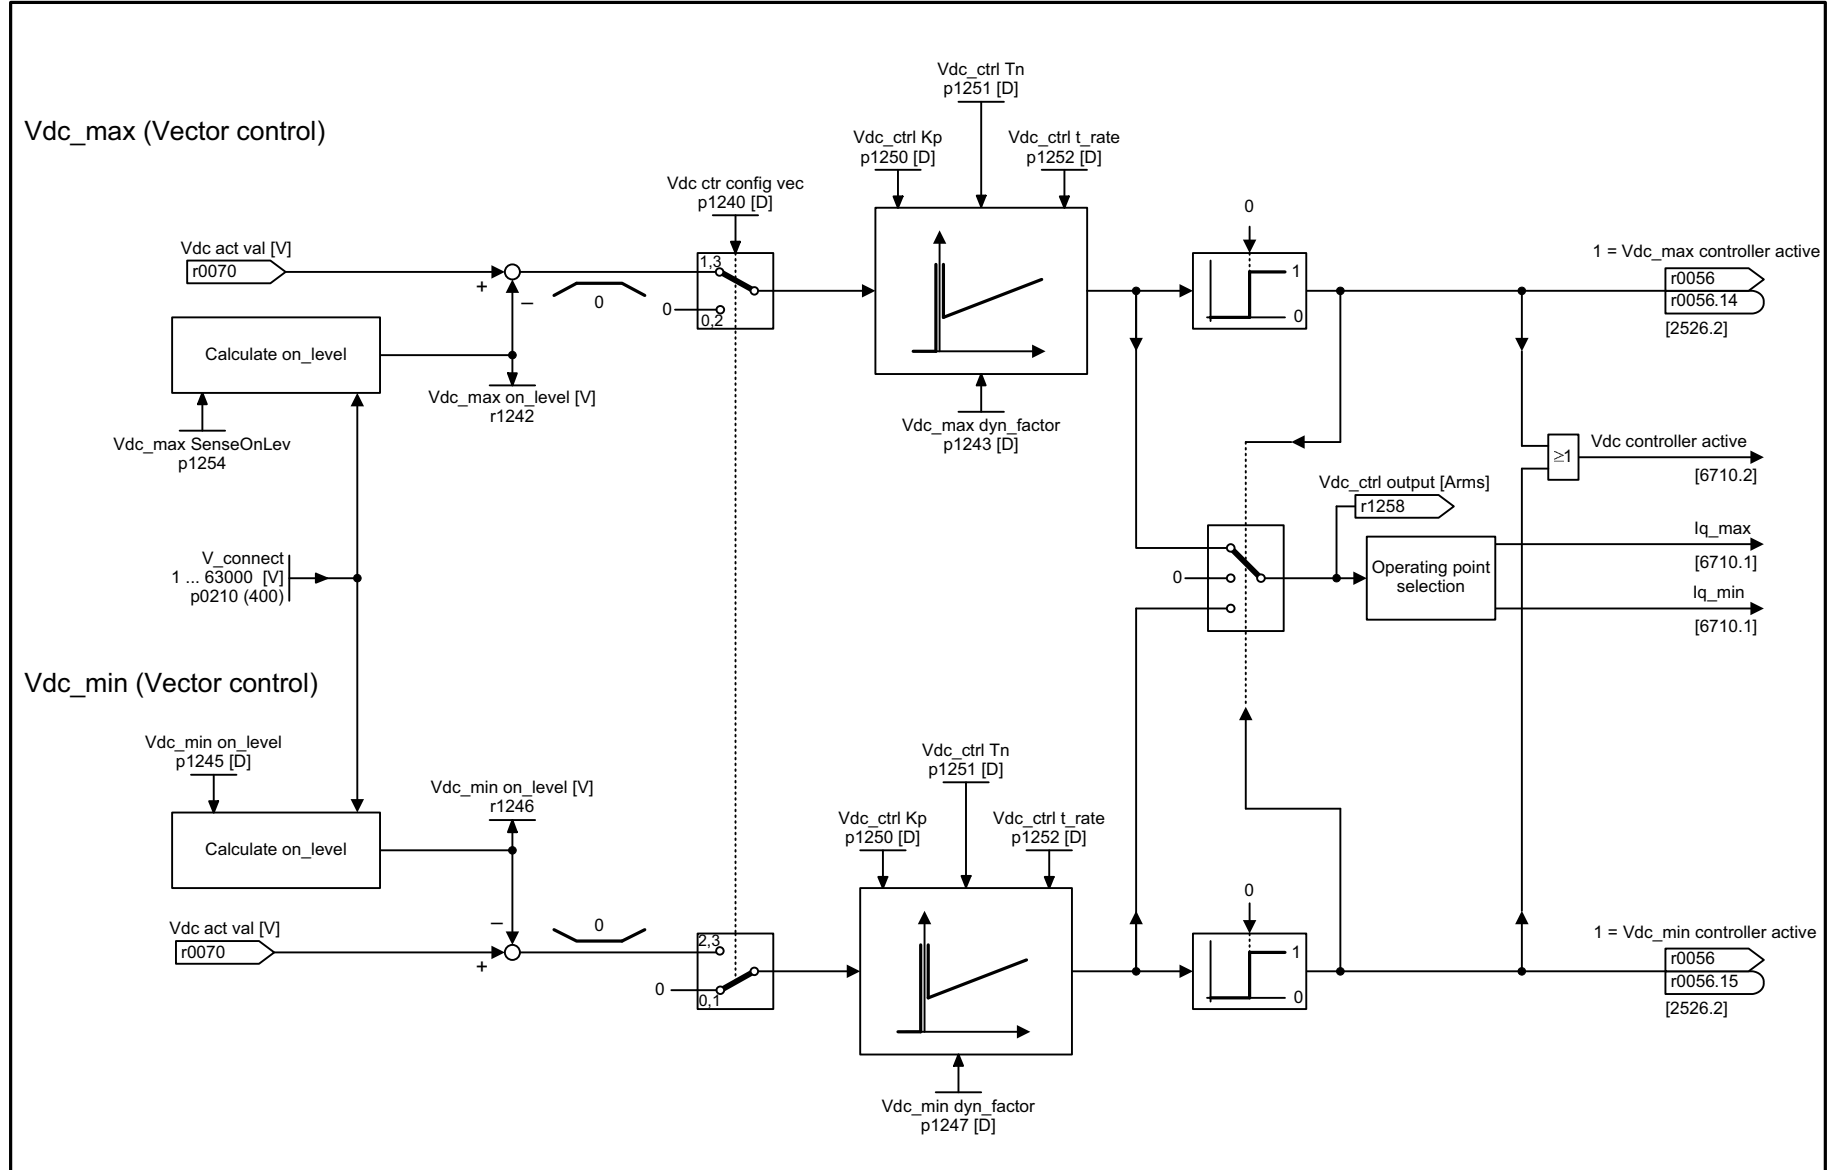 Vdc_max (Vector control)
Vdc_ctrl Tn
p1251 [D]
Vdc_ctrl Kp
p1250 [D]
Vdc_ctrl t_rate
p1252 [D]
Vdc ctr config vec
p1240 [D]
Vdc act val [V]
r0070
+
–
0
1,3
0
0,2
0
1
0
1 = Vdc_max controller active
r0056
r0056.14
[2526.2]
Calculate on_level
Vdc_max on_level [V]
r1242
Vdc_max SenseOnLev
p1254
Vdc_max dyn_factor
p1243 [D]
≥1
Vdc controller active
[6710.2]
Vdc_ctrl output [Arms]
r1258
V_connect
1 ... 63000 [V]
p0210 (400)
0
Operating point
selection
Iq_max
[6710.1]
Iq_min
[6710.1]
Vdc_min (Vector control)
Vdc_min on_level
p1245 [D]
Vdc_min on_level [V]
r1246
Vdc_ctrl Tn
p1251 [D]
Vdc_ctrl Kp
p1250 [D]
Vdc_ctrl t_rate
p1252 [D]
Calculate on_level
Vdc act val [V]
r0070
–
+
0
2,3
0
0,1
0
1
0
1 = Vdc_min controller active
r0056
r0056.15
[2526.2]
Vdc_min dyn_factor
p1247 [D]